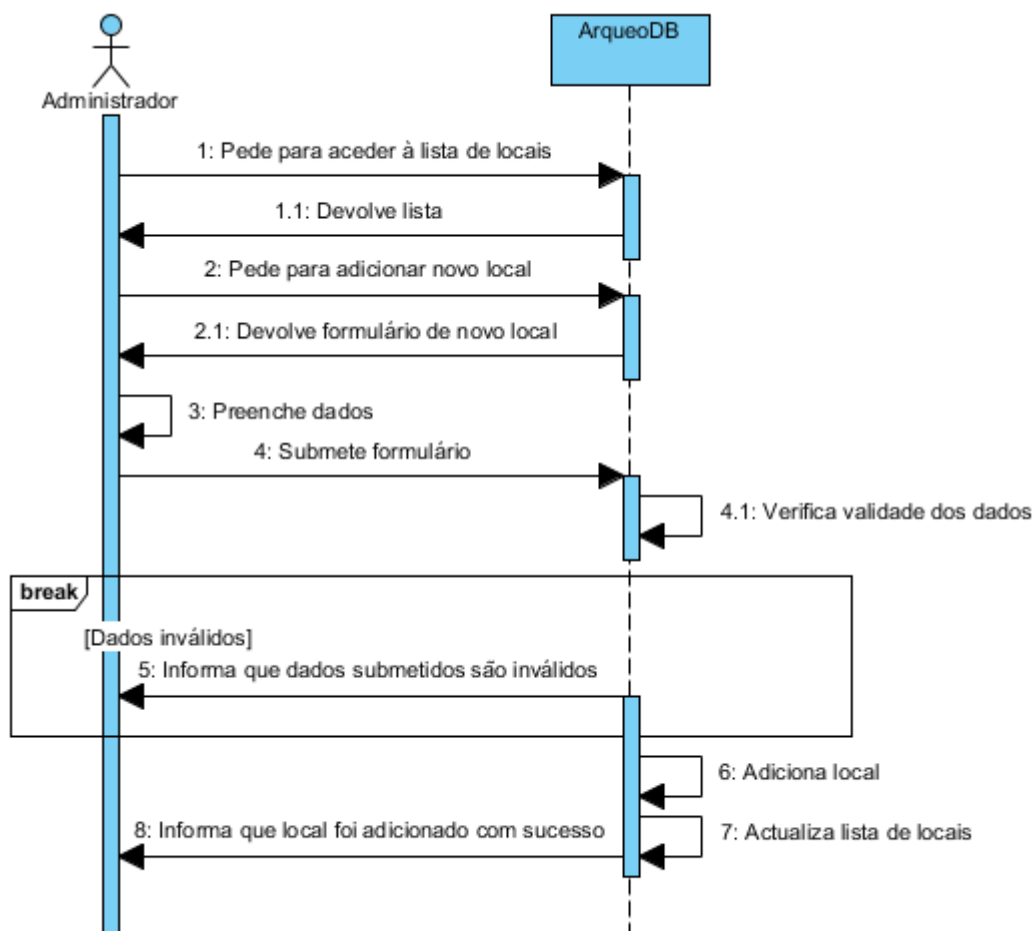 ArqueoDB
Administrador
1: Pede para aceder à lista de locais
1.1: Devolve lista
2: Pede para adicionar novo local
2.1: Devolve formulário de novo local
3: Preenche dados
4: Submete formulário
4.1: Verifica validade dos dados
break
[Dados inválidos]
5: Informa que dados submetidos são inválidos
6: Adiciona local
8: Informa que local foi adicionado com sucesso
7: Actualiza lista de locais